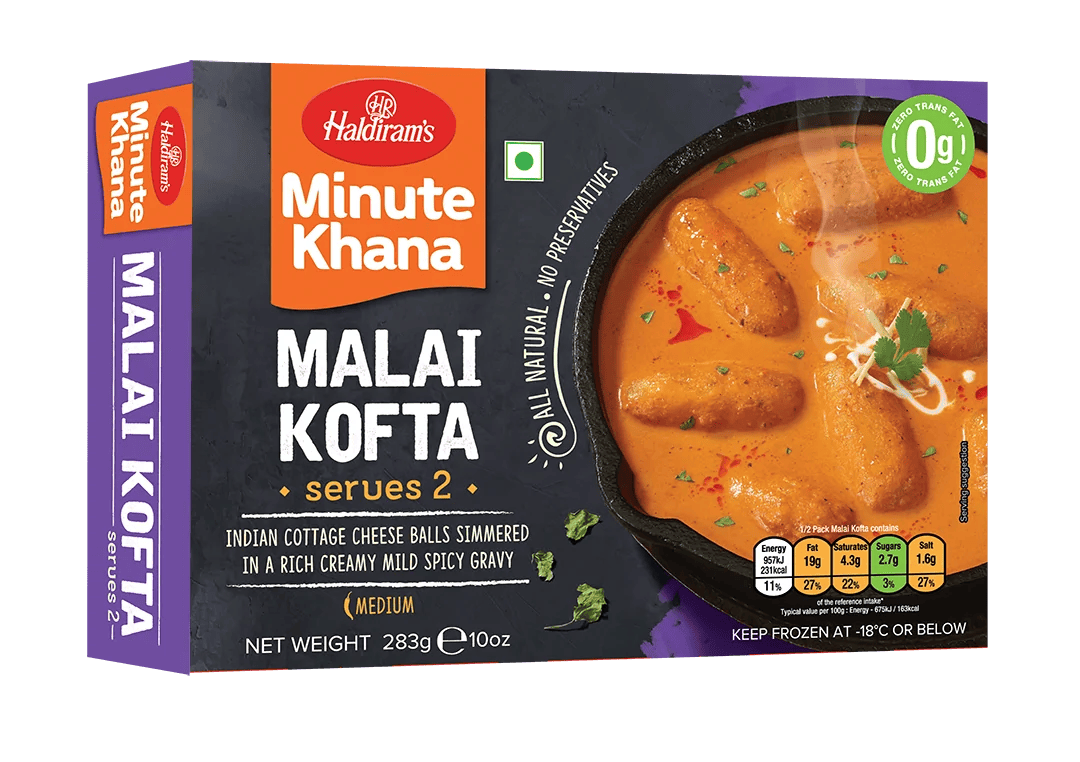 HR
Haldiram's
Minute
Khana
MALAI KOFTA
serves 2
HR
Haldiram's
Minute
Khana
MALAI
KOFTA
• serves 2 •
INDIAN COTTAGE CHEESE BALLS SIMMERED
IN A RICH CREAMY MILD SPICY GRAVY
MEDIUM
NET WEIGHT 283g ℮ 10oz
ALL NATURAL • NO PRESERVATIVES
ZERO TRANS FAT
0g
ZERO TRANS FAT
Serving suggestion
1/2 Pack Malai Kofta contains
Energy Fat Saturates Sugars Salt
957kJ 19g 4.3g 2.7g 1.6g
231kcal
11% 27% 22% 3% 27%
of the reference intake*
Typical value per 100g : Energy - 675kJ / 163kcal
KEEP FROZEN AT -18°C OR BELOW